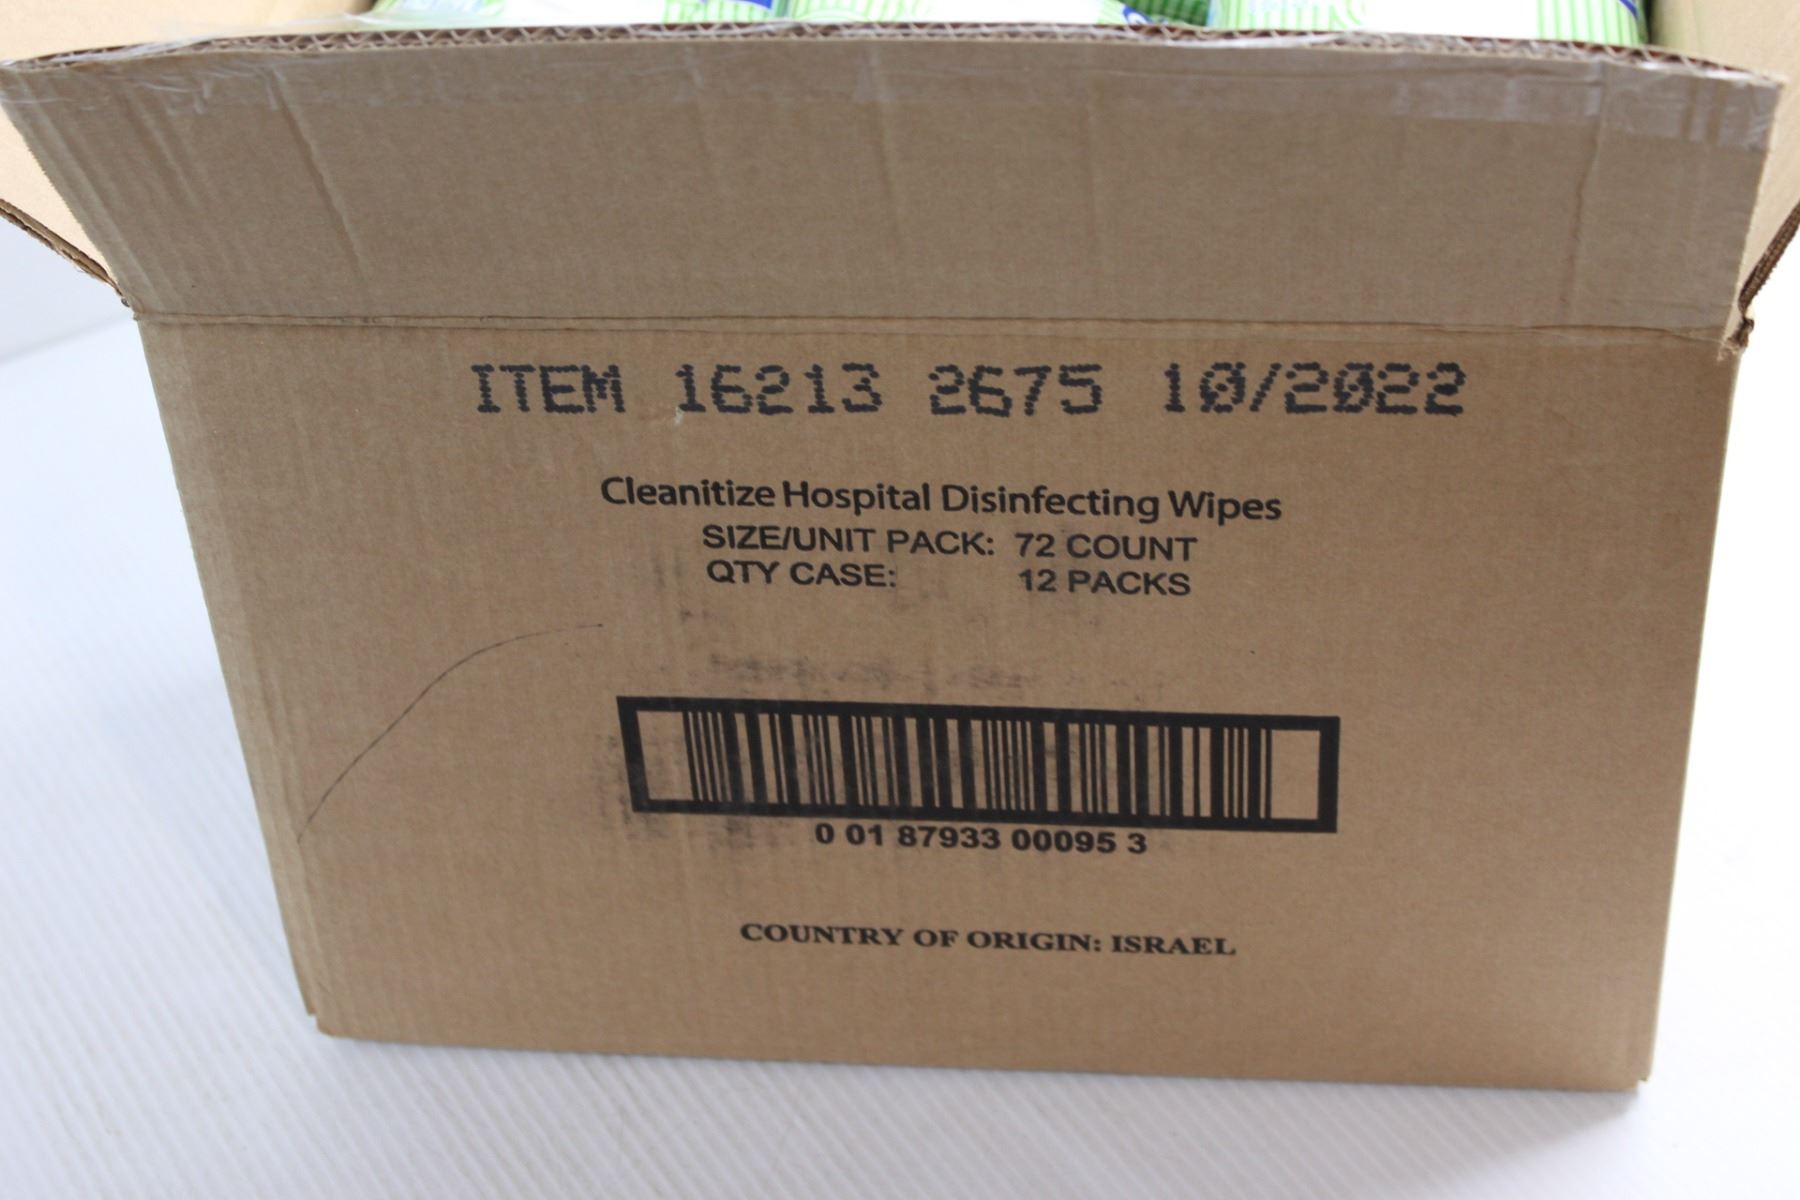 ITEM 16213 2675 10/2022
Cleanitize Hospital Disinfecting Wipes
SIZE/UNIT PACK: 72 COUNT
QTY CASE: 12 PACKS
0 01 87933 00095 3
COUNTRY OF ORIGIN: ISRAEL